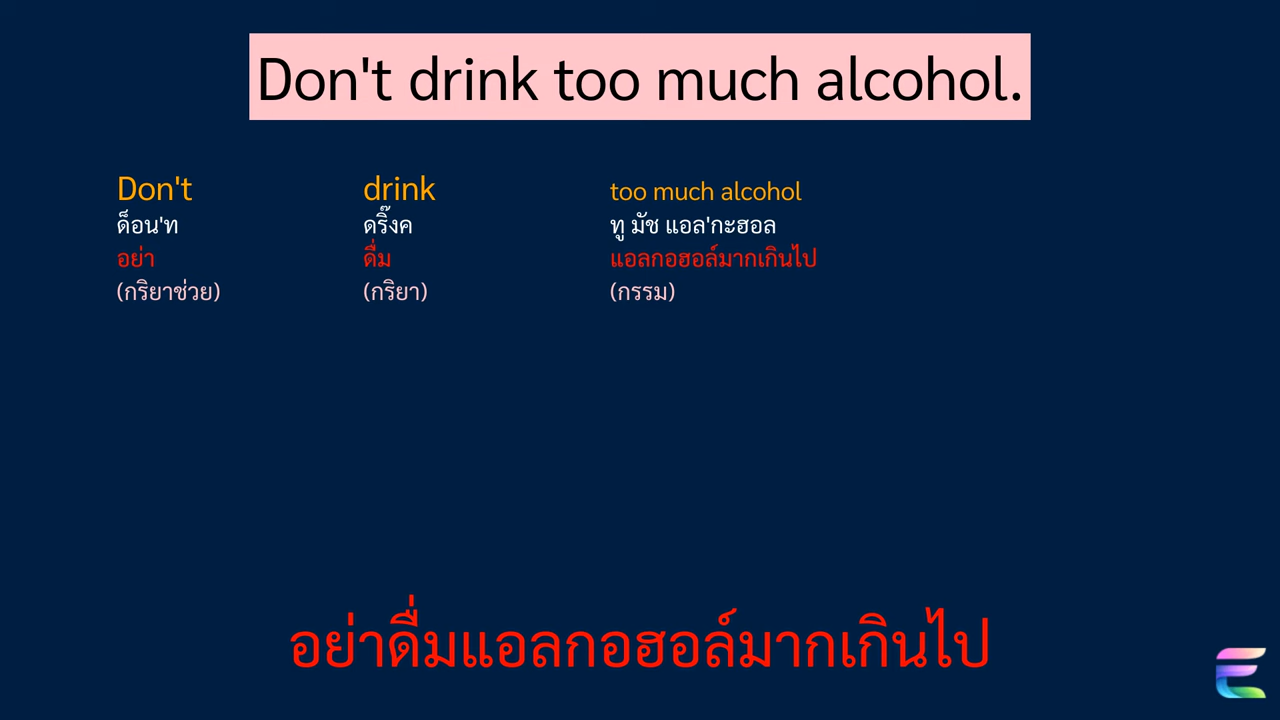 Don't drink too much alcohol.
Don't drink too much alcohol
ด็อน'ท ดริ๊งค ทู มัช แอล'กะฮอล
อย่า ดื่ม แอลกอฮอล์มากเกินไป
(กริยาช่วย) (กริยา) (กรรม)
อย่าดื่มแอลกอฮอล์มากเกินไป